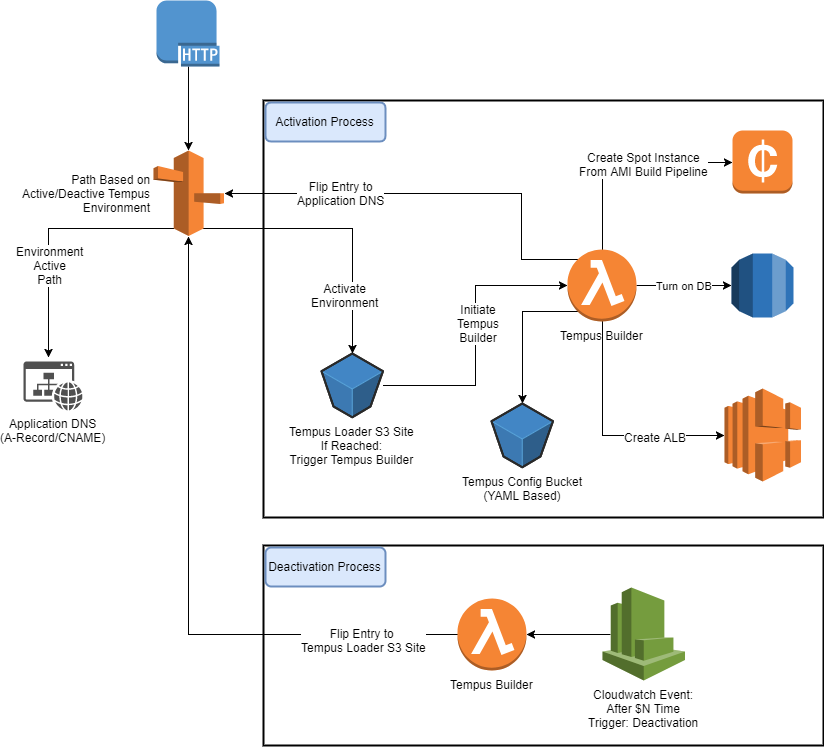 HTTP
Activation Process
Path Based on
Active/Deactive Tempus
Environment
Flip Entry to
Application DNS
Create Spot Instance
From AMI Build Pipeline
₵
Environment
Active
Path
Activate
Environment
Initiate
Tempus
Builder
λ
Turn on DB
Tempus Builder
Application DNS
(A-Record/CNAME)
Tempus Loader S3 Site
If Reached:
Trigger Tempus Builder
Create ALB
Tempus Config Bucket
(YAML Based)
Deactivation Process
Flip Entry to
Tempus Loader S3 Site
λ
Tempus Builder
Cloudwatch Event:
After $N Time
Trigger: Deactivation